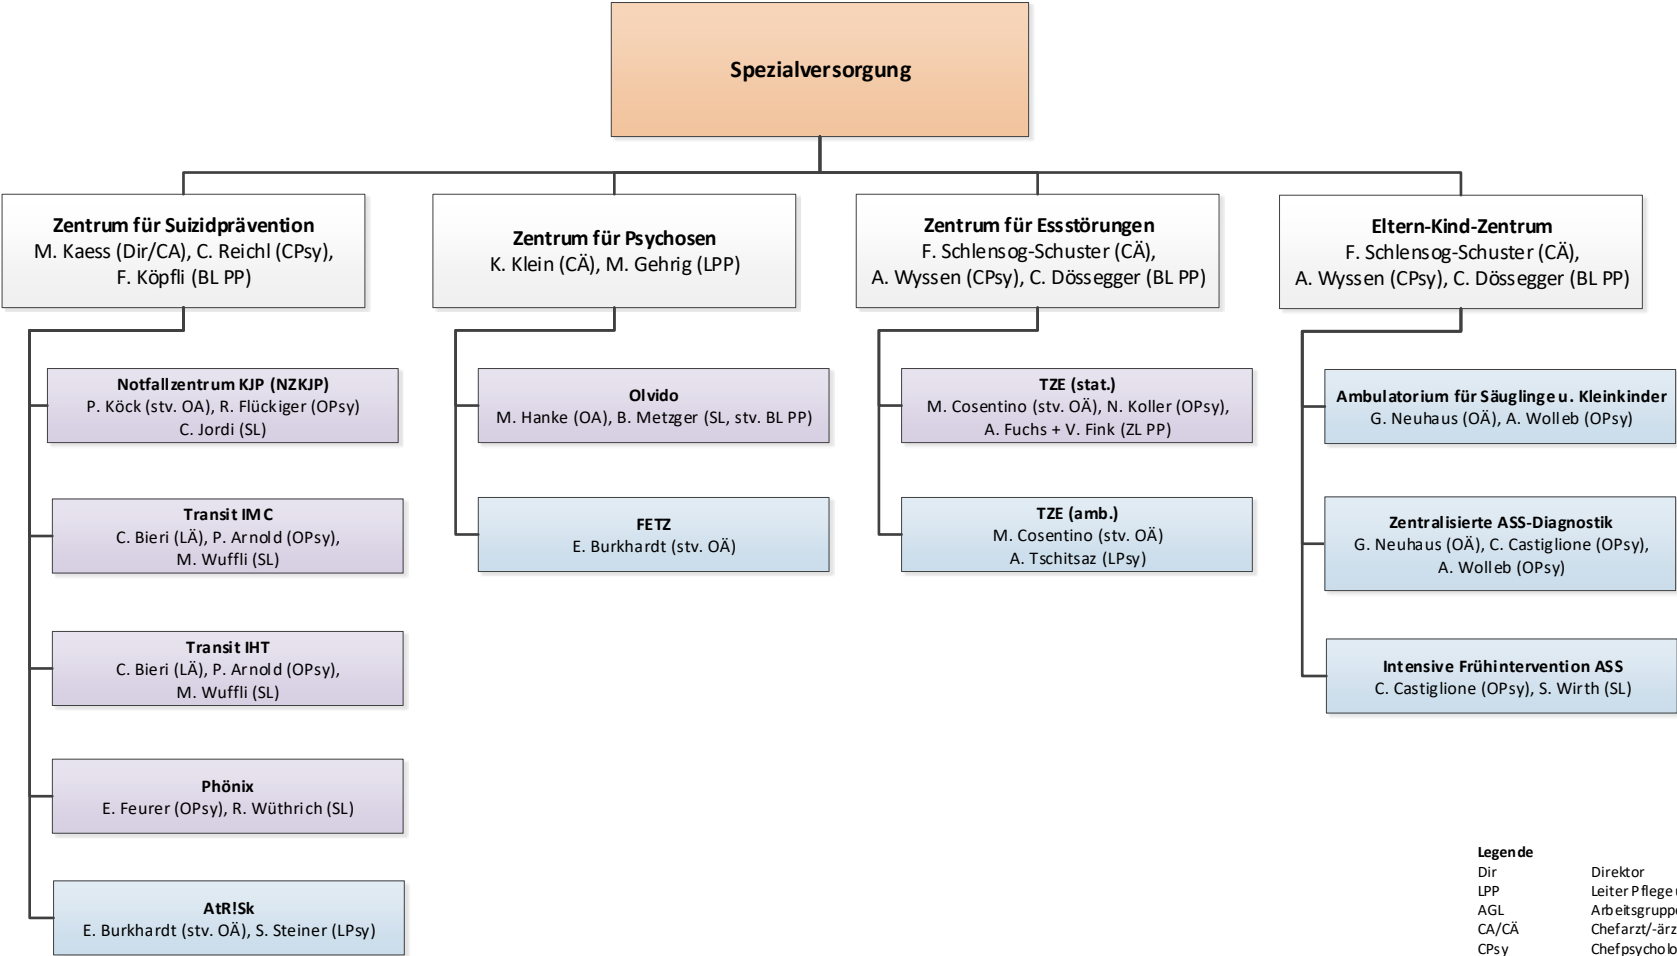 Spezialversorgung
Zentrum für Suizidprävention
M. Kaess (Dir/CA), C. Reichl (CPsy),
F. Köpfli (BL PP)
Notfallzentrum KJP (NZKJP)
P. Köck (stv. OA), R. Flückiger (OPsy)
C. Jordi (SL)
Transit IMC
C. Bieri (LÄ), P. Arnold (OPsy),
M. Wuffli (SL)
Transit IHT
C. Bieri (LÄ), P. Arnold (OPsy),
M. Wuffli (SL)
Phönix
E. Feurer (OPsy), R. Wüthrich (SL)
AtR!Sk
E. Burkhardt (stv. OÄ), S. Steiner (LPsy)
Zentrum für Psychosen
K. Klein (CÄ), M. Gehrig (LPP)
Olvido
M. Hanke (OA), B. Metzger (SL, stv. BL PP)
FETZ
E. Burkhardt (stv. OÄ)
Zentrum für Essstörungen
F. Schlensog-Schuster (CÄ),
A. Wyssen (CPsy), C. Dössegger (BL PP)
TZE (stat.)
M. Cosentino (stv. OÄ), N. Koller (OPsy),
A. Fuchs + V. Fink (ZL PP)
TZE (amb.)
M. Cosentino (stv. OÄ)
A. Tschitsaz (LPsy)
Eltern-Kind-Zentrum
F. Schlensog-Schuster (CÄ),
A. Wyssen (CPsy), C. Dössegger (BL PP)
Ambulatorium für Säuglinge u. Kleinkinder
G. Neuhaus (OÄ), A. Wolleb (OPsy)
Zentralisierte ASS-Diagnostik
G. Neuhaus (OÄ), C. Castiglione (OPsy),
A. Wolleb (OPsy)
Intensive Frühintervention ASS
C. Castiglione (OPsy), S. Wirth (SL)
Legende
Dir Direktor
LPP Leiter Pflege
AGL Arbeitsgruppe
CA/CÄ Chefarzt/-ärz
CPsy Chefpsycholo